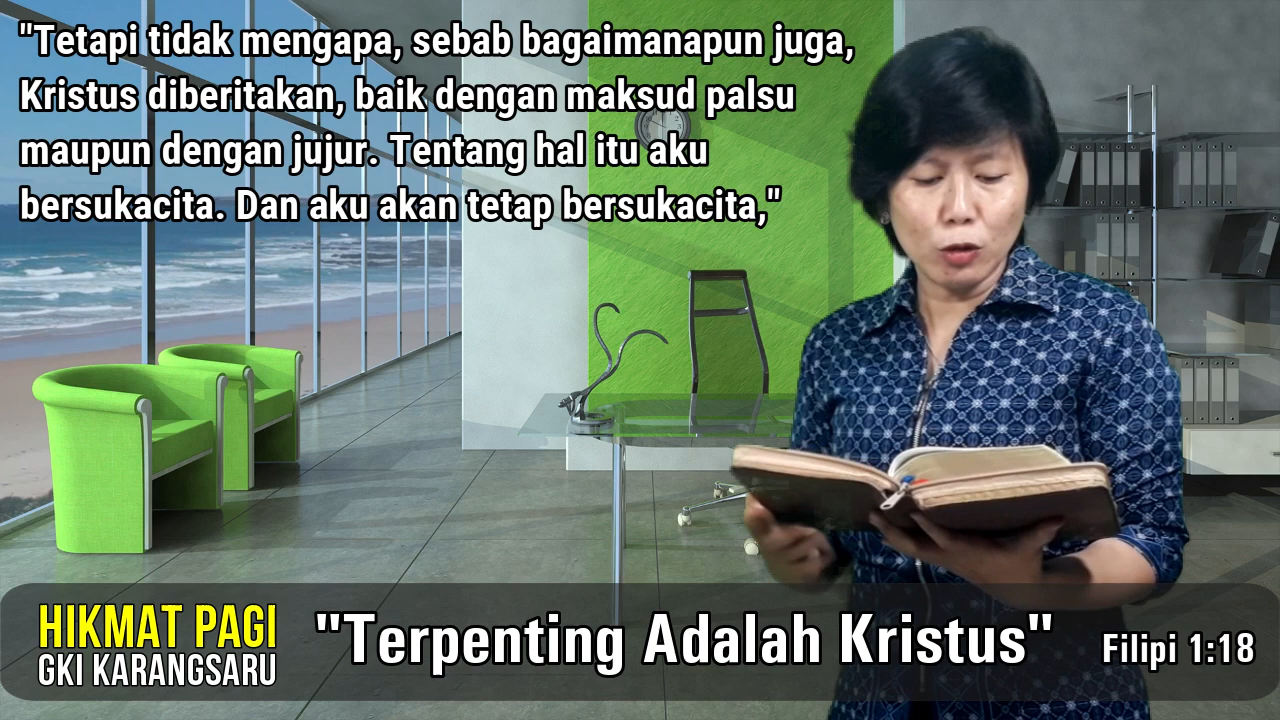 "Tetapi tidak mengapa, sebab bagaimanapun juga,
Kristus diberitakan, baik dengan maksud palsu
maupun dengan jujur. Tentang hal itu aku
bersukacita. Dan aku akan tetap bersukacita,"
HIKMAT PAGI
GKI KARANGSARU
"Terpenting Adalah Kristus"
Filipi 1:18